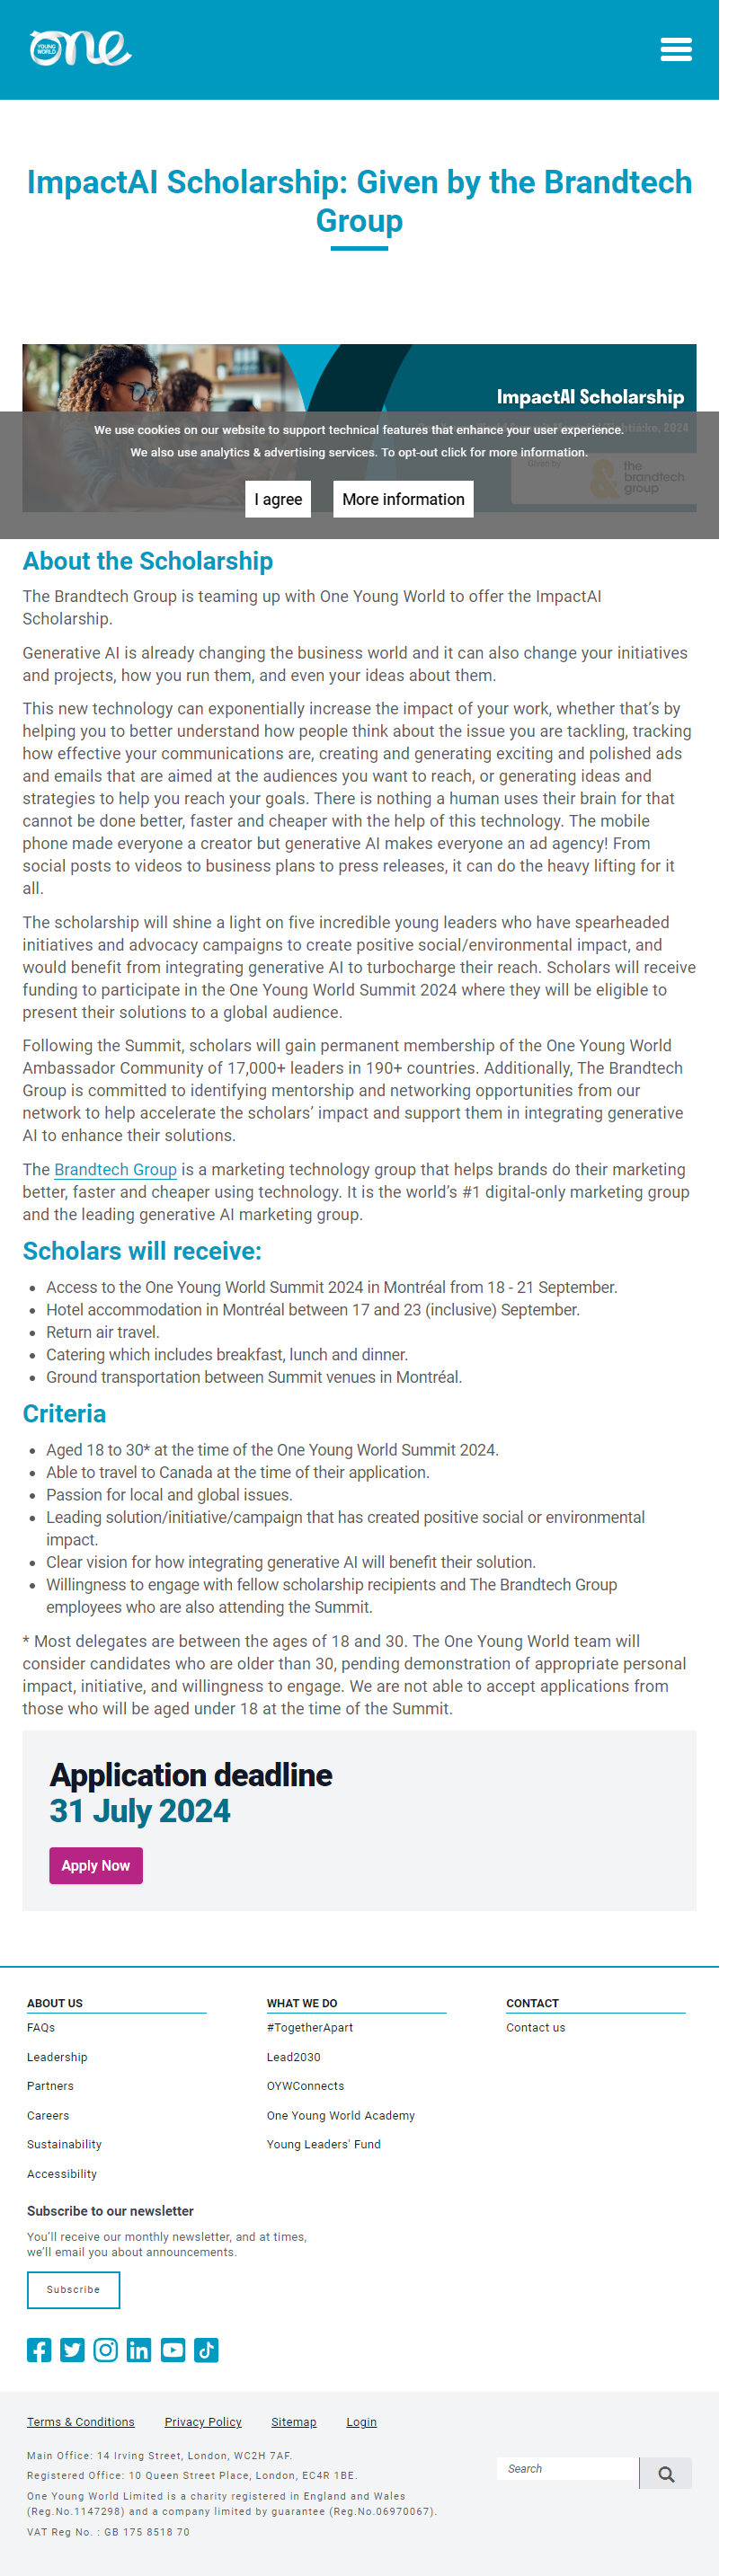 one
YOUNG
WORLD
ImpactAI Scholarship: Given by the Brandtech
Group
ImpactAI Scholarship
2024
We use cookies on our website to support technical features that enhance your user experience.
We also use analytics & advertising services. To opt-out click for more information.
Given by
&
the
brandtech
group
I agree
More information
About the Scholarship
The Brandtech Group is teaming up with One Young World to offer the ImpactAI
Scholarship.
Generative AI is already changing the business world and it can also change your initiatives
and projects, how you run them, and even your ideas about them.
This new technology can exponentially increase the impact of your work, whether that’s by
helping you to better understand how people think about the issue you are tackling, tracking
how effective your communications are, creating and generating exciting and polished ads
and emails that are aimed at the audiences you want to reach, or generating ideas and
strategies to help you reach your goals. There is nothing a human uses their brain for that
cannot be done better, faster and cheaper with the help of this technology. The mobile
phone made everyone a creator but generative AI makes everyone an ad agency! From
social posts to videos to business plans to press releases, it can do the heavy lifting for it
all.
The scholarship will shine a light on five incredible young leaders who have spearheaded
initiatives and advocacy campaigns to create positive social/environmental impact, and
would benefit from integrating generative AI to turbocharge their reach. Scholars will receive
funding to participate in the One Young World Summit 2024 where they will be eligible to
present their solutions to a global audience.
Following the Summit, scholars will gain permanent membership of the One Young World
Ambassador Community of 17,000+ leaders in 190+ countries. Additionally, The Brandtech
Group is committed to identifying mentorship and networking opportunities from our
network to help accelerate the scholars’ impact and support them in integrating generative
AI to enhance their solutions.
The Brandtech Group is a marketing technology group that helps brands do their marketing
better, faster and cheaper using technology. It is the world’s #1 digital-only marketing group
and the leading generative AI marketing group.
Scholars will receive:
• Access to the One Young World Summit 2024 in Montréal from 18 - 21 September.
• Hotel accommodation in Montréal between 17 and 23 (inclusive) September.
• Return air travel.
• Catering which includes breakfast, lunch and dinner.
• Ground transportation between Summit venues in Montréal.
Criteria
• Aged 18 to 30* at the time of the One Young World Summit 2024.
• Able to travel to Canada at the time of their application.
• Passion for local and global issues.
• Leading solution/initiative/campaign that has created positive social or environmental
impact.
• Clear vision for how integrating generative AI will benefit their solution.
• Willingness to engage with fellow scholarship recipients and The Brandtech Group
employees who are also attending the Summit.
* Most delegates are between the ages of 18 and 30. The One Young World team will
consider candidates who are older than 30, pending demonstration of appropriate personal
impact, initiative, and willingness to engage. We are not able to accept applications from
those who will be aged under 18 at the time of the Summit.
Application deadline
31 July 2024
Apply Now
ABOUT US
FAQs
Leadership
Partners
Careers
Sustainability
Accessibility
WHAT WE DO
#TogetherApart
Lead2030
OYWConnects
One Young World Academy
Young Leaders' Fund
CONTACT
Contact us
Subscribe to our newsletter
You'll receive our monthly newsletter, and at times,
we'll email you about announcements.
Subscribe
Terms & Conditions Privacy Policy Sitemap Login
Main Office: 14 Irving Street, London, WC2H 7AF.
Registered Office: 10 Queen Street Place, London, EC4R 1BE.
One Young World Limited is a charity registered in England and Wales
(Reg.No.1147298) and a company limited by guarantee (Reg.No.06970067).
VAT Reg No. : GB 175 8518 70
Search